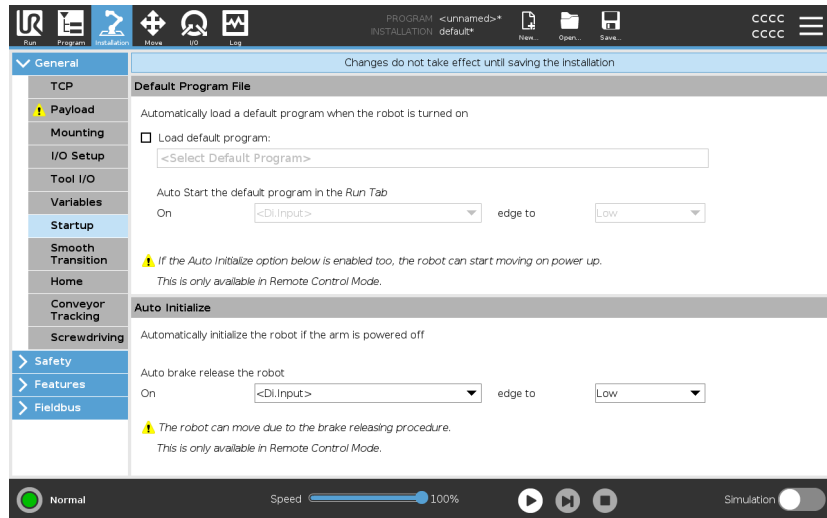 PROGRAM <unnamed>*
INSTALLATION default*
CCCC
CCCC
Run Program Installation Move I/O Log New... Open... Save...
General
TCP
Payload
Mounting
I/O Setup
Tool I/O
Variables
Startup
Smooth
Transition
Home
Conveyor
Tracking
Screwdriving
Safety
Features
Fieldbus
Changes do not take effect until saving the installation
Default Program File
Automatically load a default program when the robot is turned on
Load default program:
<Select Default Program>
Auto Start the default program in the Run Tab
On <DI.Input> edge to Low
If the Auto Initialize option below is enabled too, the robot can start moving on power up.
This is only available in Remote Control Mode.
Auto Initialize
Automatically initialize the robot if the arm is powered off
Auto brake release the robot
On <DI.Input> edge to Low
The robot can move due to the brake releasing procedure.
This is only available in Remote Control Mode.
Normal Speed 100% Simulation